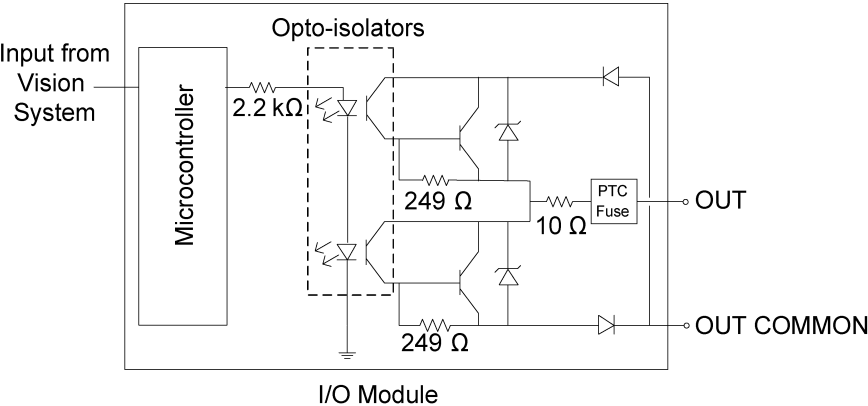 Opto-isolators
Input from
Vision
System
Microcontroller
2.2 kΩ
249 Ω
10 Ω
PTC
Fuse
OUT
249 Ω
OUT COMMON
I/O Module